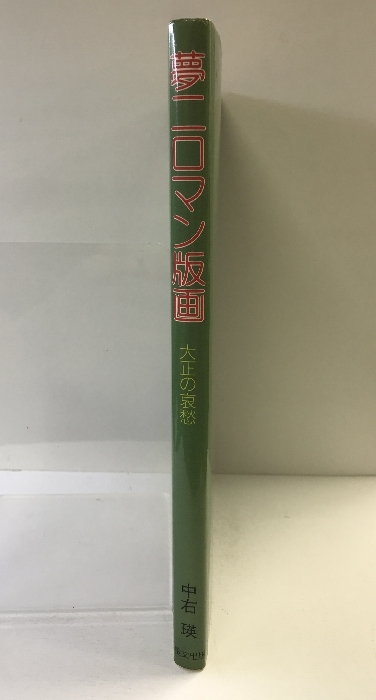 夢二ロマン版画
大正の哀愁
中右 瑛